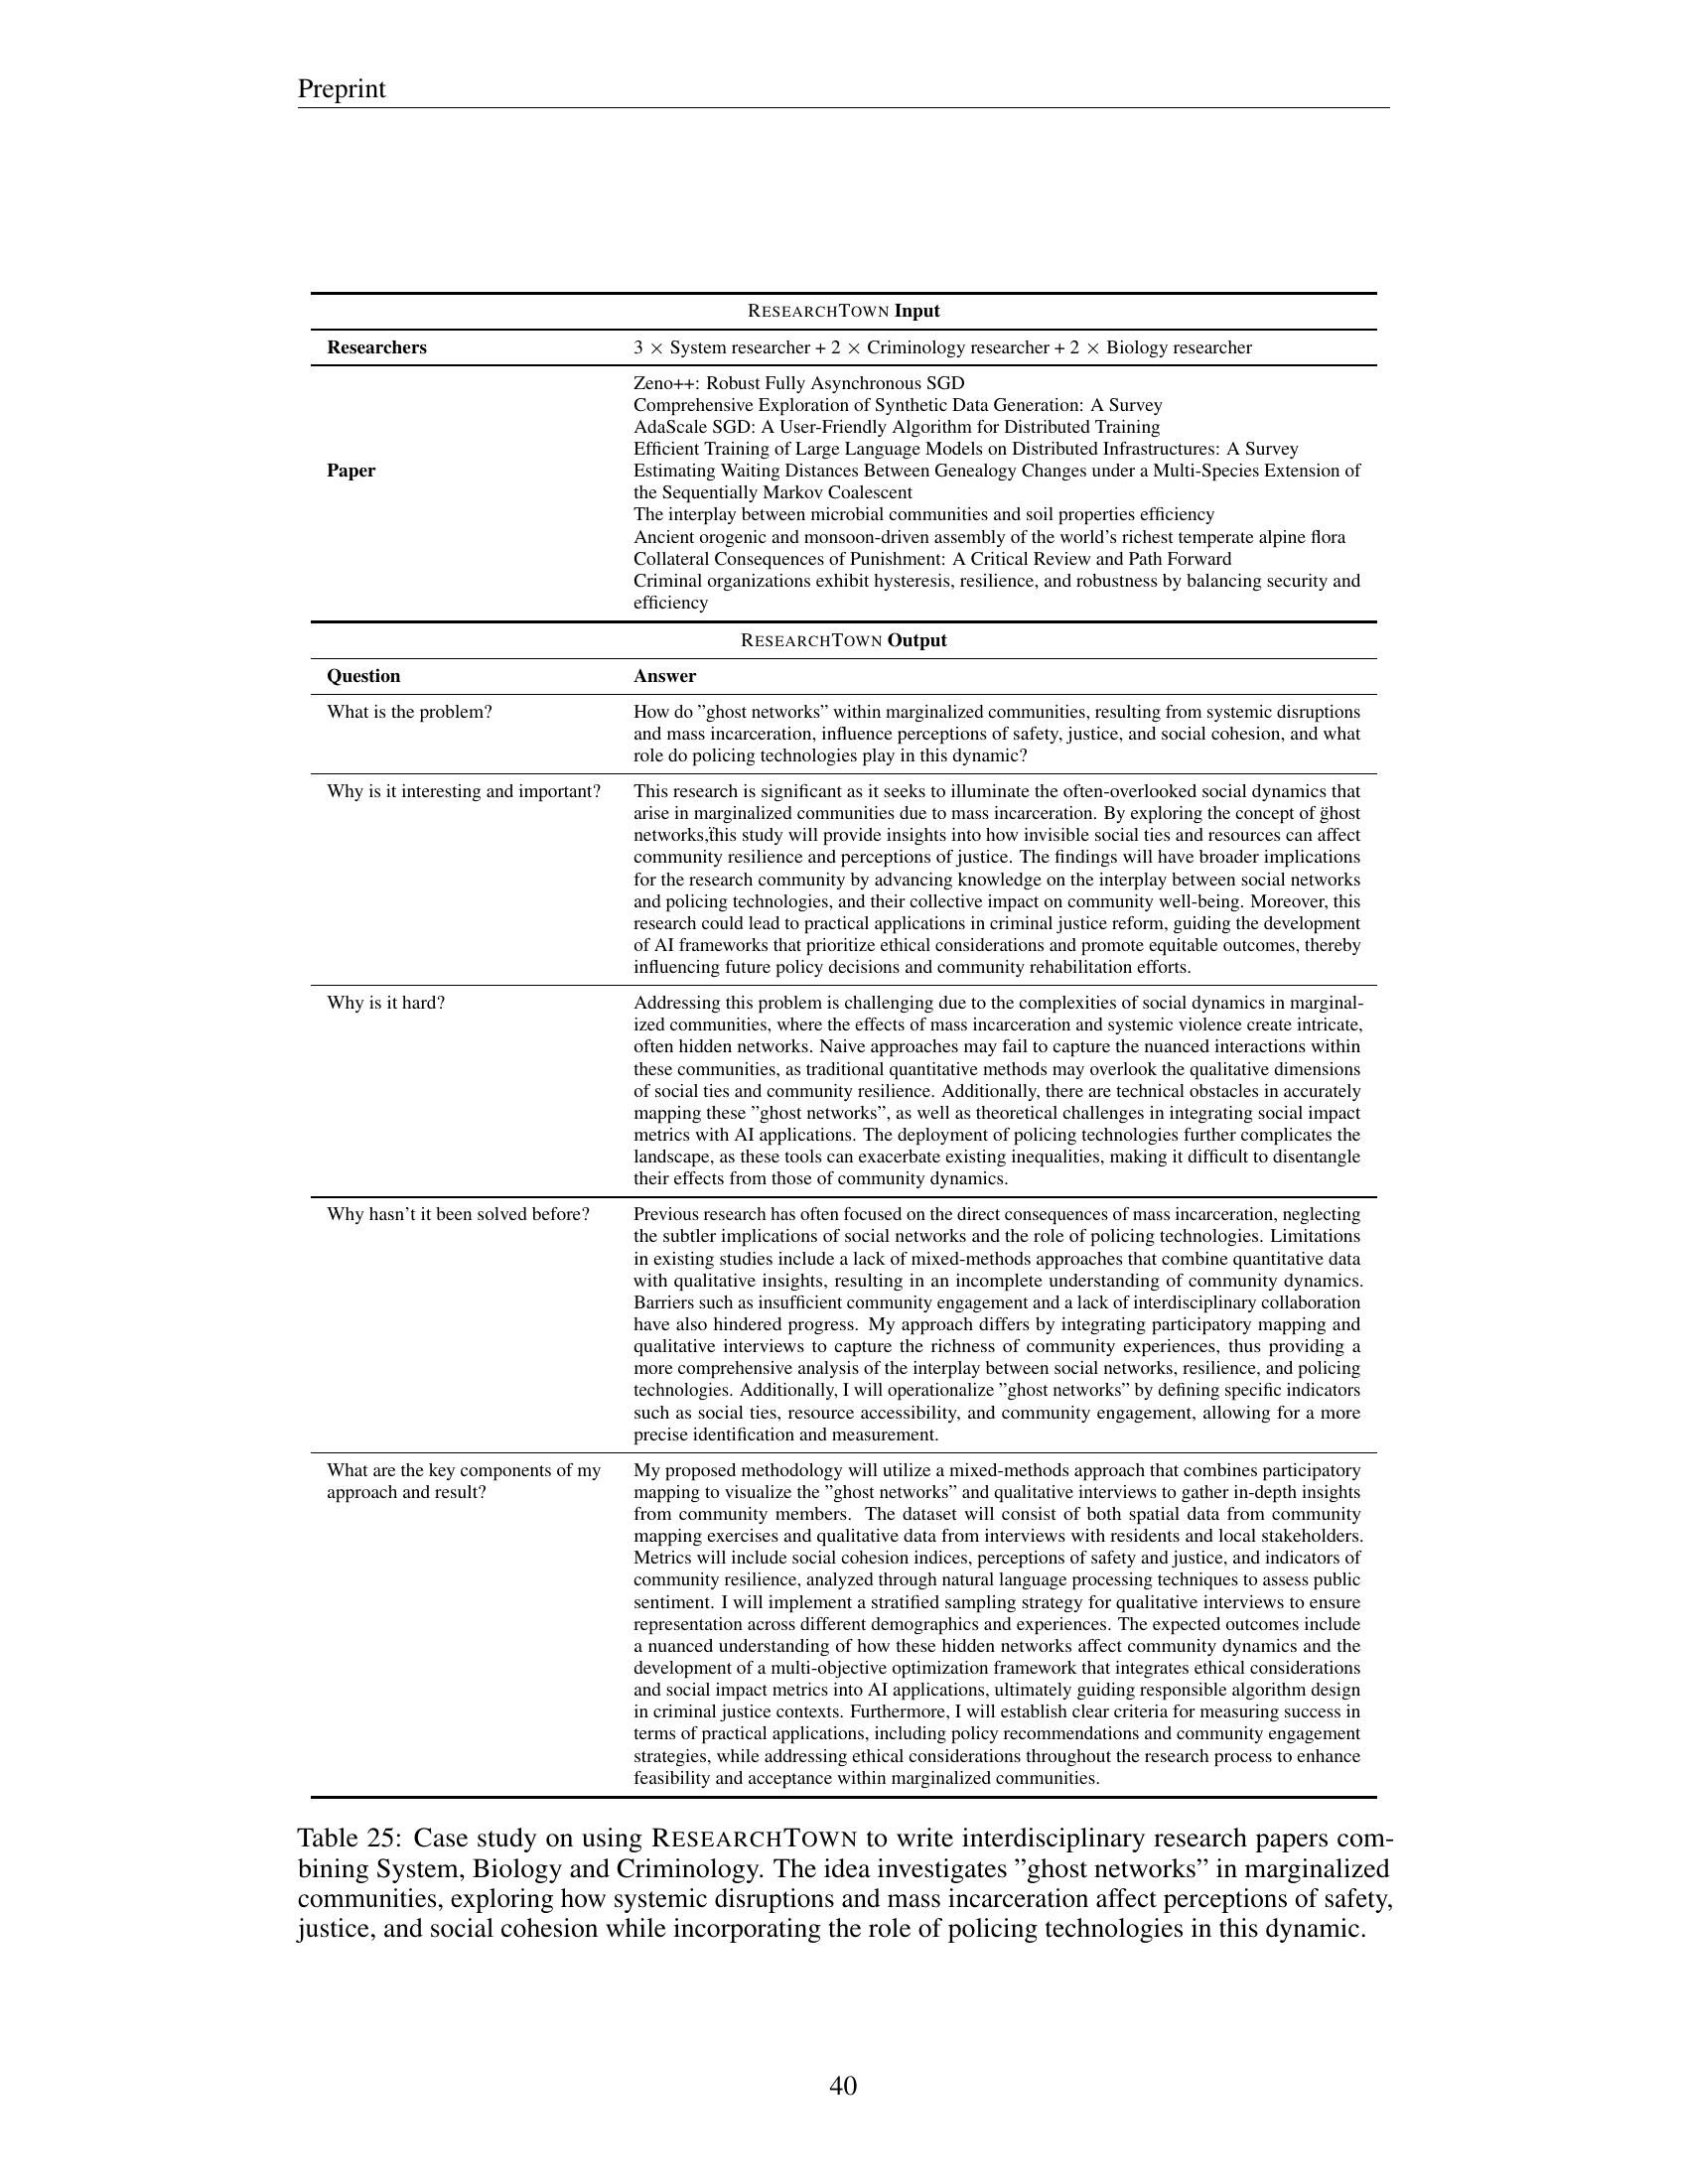 Preprint
RESEARCHTOWN Input
Researchers 3 × System researcher + 2 × Criminology researcher + 2 × Biology researcher
Zeno++: Robust Fully Asynchronous SGD
Comprehensive Exploration of Synthetic Data Generation: A Survey
AdaScale SGD: A User-Friendly Algorithm for Distributed Training
Efficient Training of Large Language Models on Distributed Infrastructures: A Survey
Paper Estimating Waiting Distances Between Genealogy Changes under a Multi-Species Extension of
the Sequentially Markov Coalescent
The interplay between microbial communities and soil properties efficiency
Ancient orogenic and monsoon-driven assembly of the world's richest temperate alpine flora
Collateral Consequences of Punishment: A Critical Review and Path Forward
Criminal organizations exhibit hysteresis, resilience, and robustness by balancing security and
efficiency
RESEARCHTOWN Output
Question Answer
What is the problem? How do ”ghost networks” within marginalized communities, resulting from systemic disruptions
and mass incarceration, influence perceptions of safety, justice, and social cohesion, and what
role do policing technologies play in this dynamic?
Why is it interesting and important? This research is significant as it seeks to illuminate the often-overlooked social dynamics that
arise in marginalized communities due to mass incarceration. By exploring the concept of g̈host
networks,ẗhis study will provide insights into how invisible social ties and resources can affect
community resilience and perceptions of justice. The findings will have broader implications
for the research community by advancing knowledge on the interplay between social networks
and policing technologies, and their collective impact on community well-being. Moreover, this
research could lead to practical applications in criminal justice reform, guiding the development
of AI frameworks that prioritize ethical considerations and promote equitable outcomes, thereby
influencing future policy decisions and community rehabilitation efforts.
Why is it hard? Addressing this problem is challenging due to the complexities of social dynamics in marginal-
ized communities, where the effects of mass incarceration and systemic violence create intricate,
often hidden networks. Naive approaches may fail to capture the nuanced interactions within
these communities, as traditional quantitative methods may overlook the qualitative dimensions
of social ties and community resilience. Additionally, there are technical obstacles in accurately
mapping these ”ghost networks”, as well as theoretical challenges in integrating social impact
metrics with AI applications. The deployment of policing technologies further complicates the
landscape, as these tools can exacerbate existing inequalities, making it difficult to disentangle
their effects from those of community dynamics.
Why hasn't it been solved before? Previous research has often focused on the direct consequences of mass incarceration, neglecting
the subtler implications of social networks and the role of policing technologies. Limitations
in existing studies include a lack of mixed-methods approaches that combine quantitative data
with qualitative insights, resulting in an incomplete understanding of community dynamics.
Barriers such as insufficient community engagement and a lack of interdisciplinary collaboration
have also hindered progress. My approach differs by integrating participatory mapping and
qualitative interviews to capture the richness of community experiences, thus providing a
more comprehensive analysis of the interplay between social networks, resilience, and policing
technologies. Additionally, I will operationalize ”ghost networks” by defining specific indicators
such as social ties, resource accessibility, and community engagement, allowing for a more
precise identification and measurement.
What are the key components of my My proposed methodology will utilize a mixed-methods approach that combines participatory
approach and result? mapping to visualize the ”ghost networks” and qualitative interviews to gather in-depth insights
from community members. The dataset will consist of both spatial data from community
mapping exercises and qualitative data from interviews with residents and local stakeholders.
Metrics will include social cohesion indices, perceptions of safety and justice, and indicators of
community resilience, analyzed through natural language processing techniques to assess public
sentiment. I will implement a stratified sampling strategy for qualitative interviews to ensure
representation across different demographics and experiences. The expected outcomes include
a nuanced understanding of how these hidden networks affect community dynamics and the
development of a multi-objective optimization framework that integrates ethical considerations
and social impact metrics into AI applications, ultimately guiding responsible algorithm design
in criminal justice contexts. Furthermore, I will establish clear criteria for measuring success in
terms of practical applications, including policy recommendations and community engagement
strategies, while addressing ethical considerations throughout the research process to enhance
feasibility and acceptance within marginalized communities.
Table 25: Case study on using RESEARCHTOWN to write interdisciplinary research papers com-
bining System, Biology and Criminology. The idea investigates ”ghost networks” in marginalized
communities, exploring how systemic disruptions and mass incarceration affect perceptions of safety,
justice, and social cohesion while incorporating the role of policing technologies in this dynamic.
40